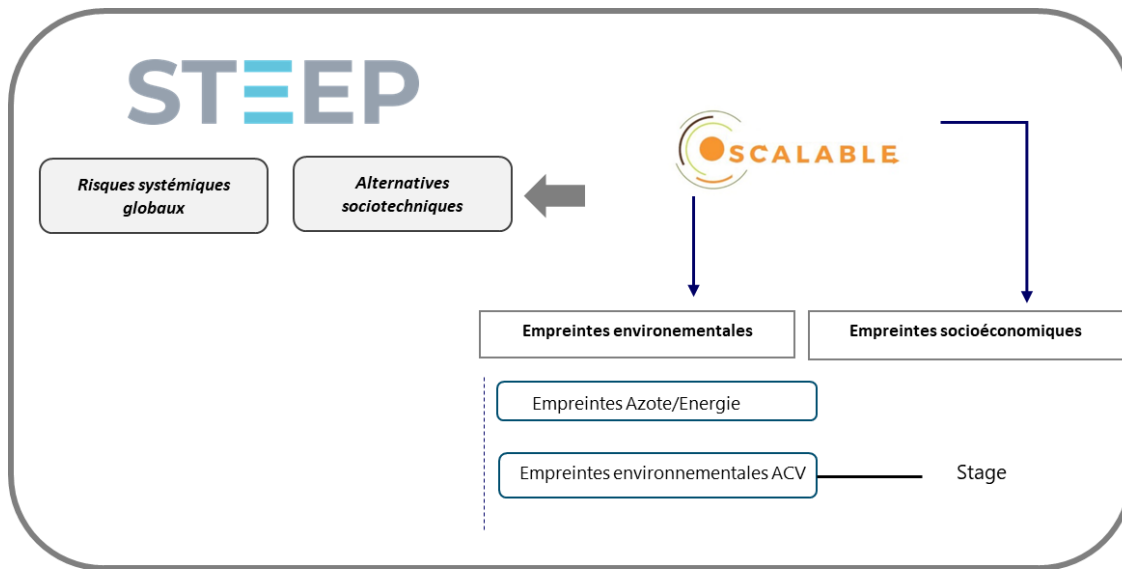 STEEP
SCALABLE
Risques systémiques
globaux
Alternatives
sociotechniques
Empreintes environementales
Empreintes socioéconomiques
Empreintes Azote/Energie
Empreintes environnementales ACV
Stage